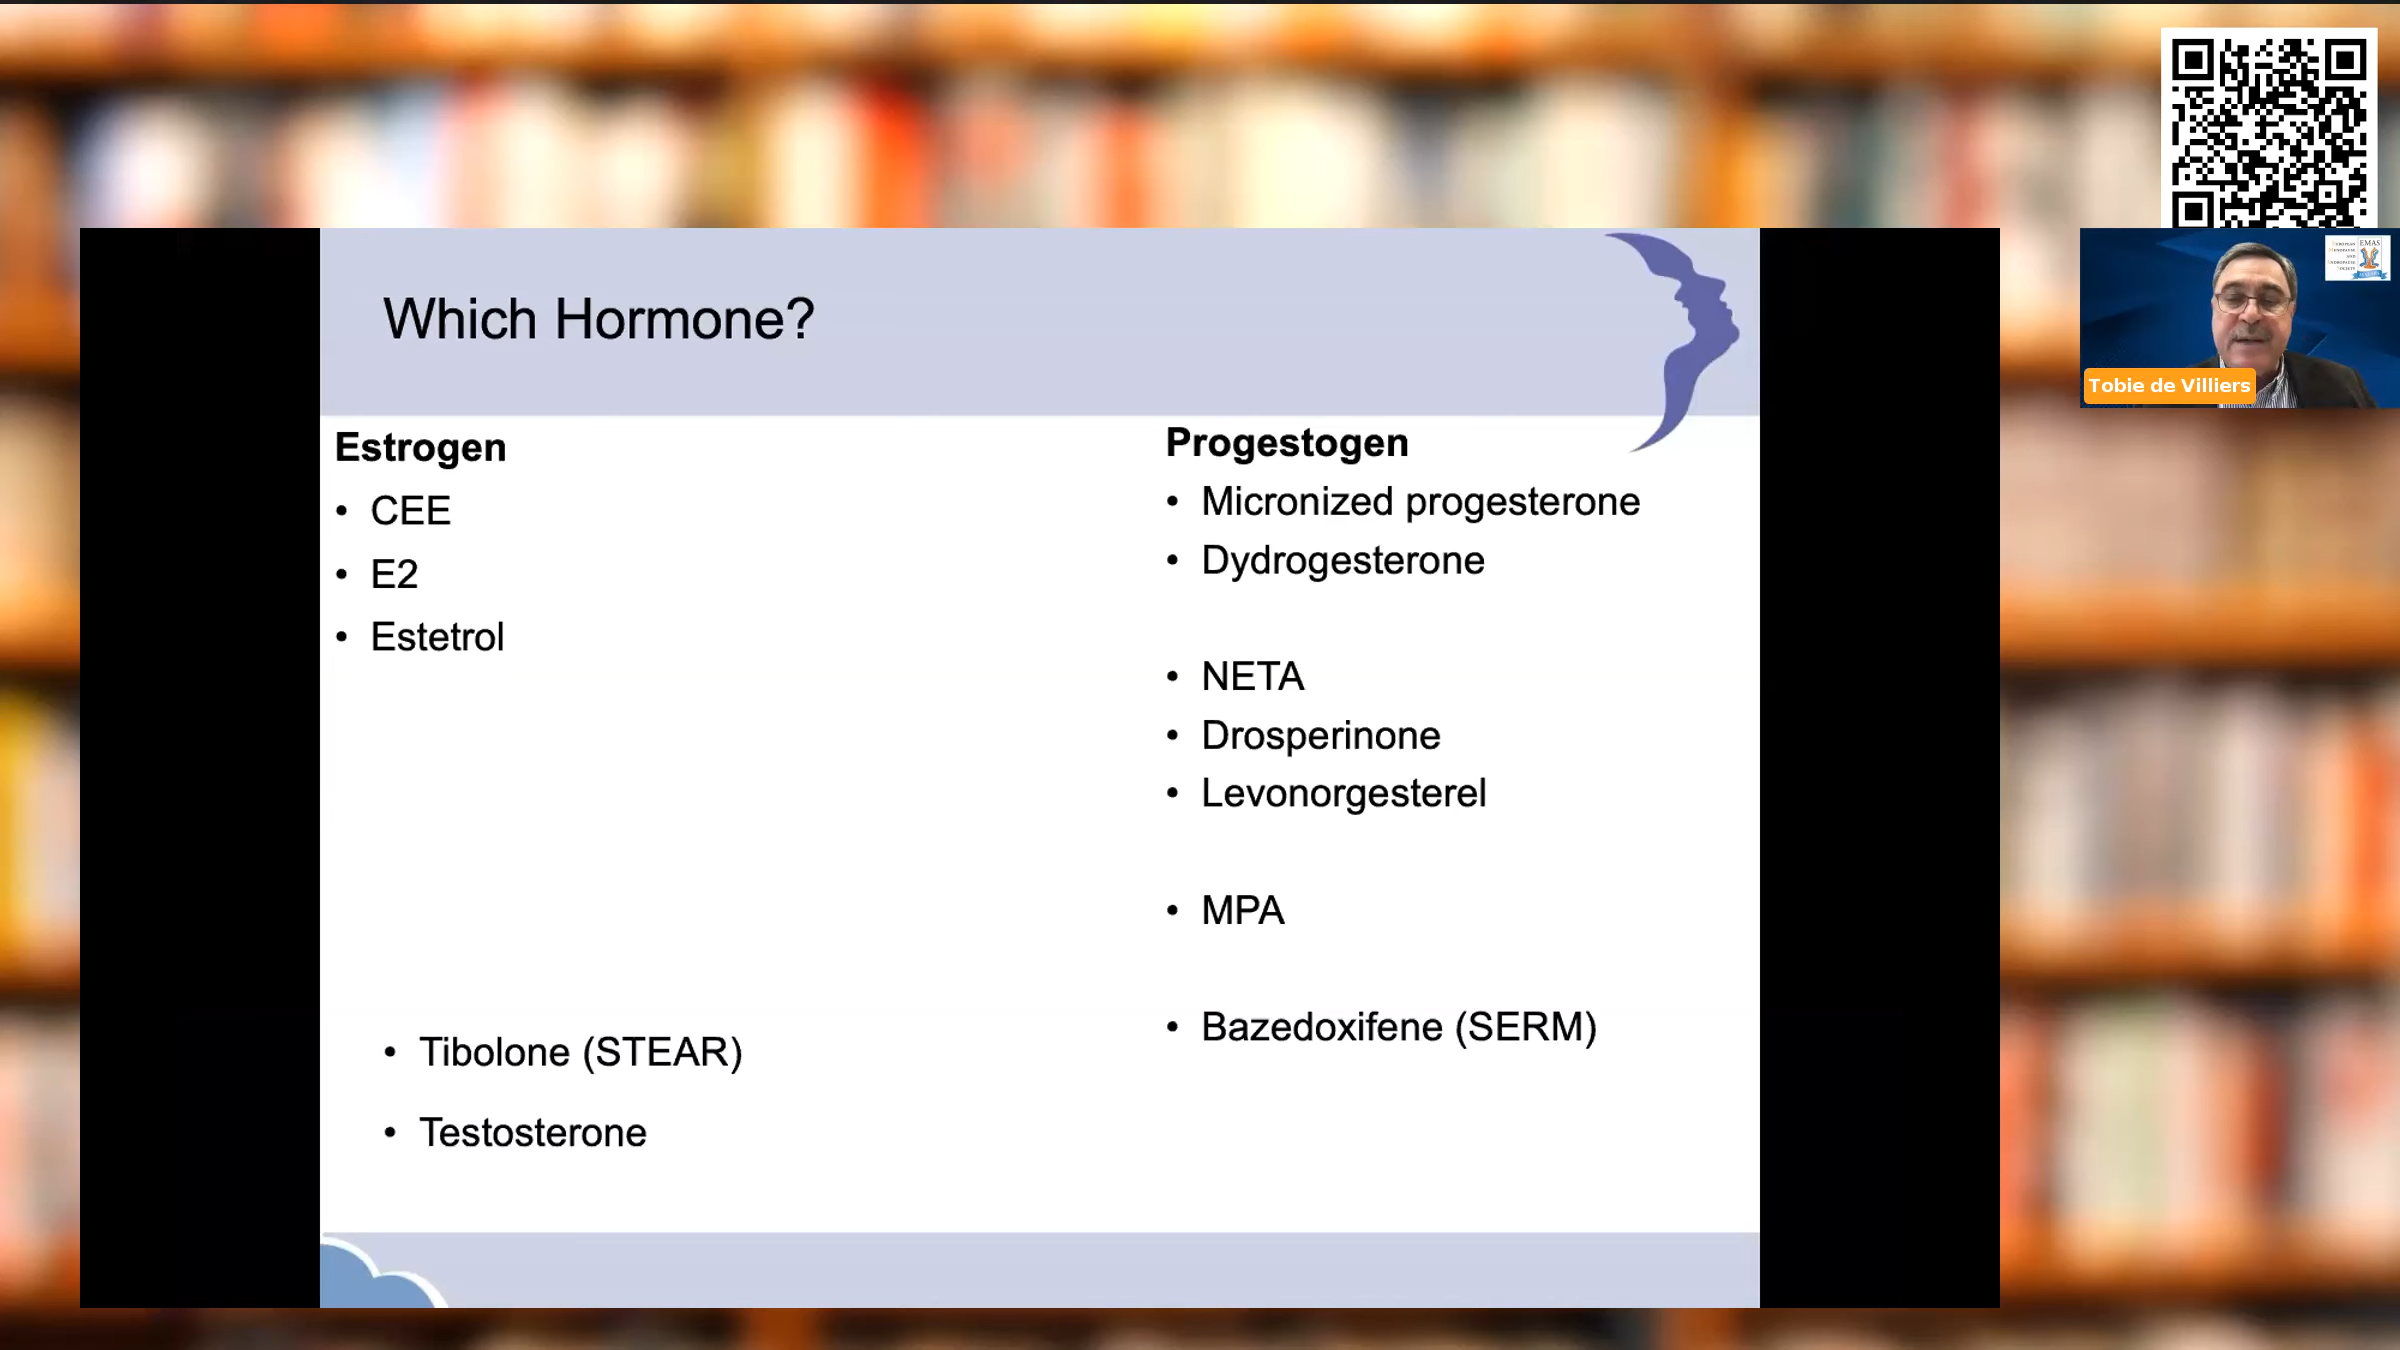 Which Hormone?
Estrogen
• CEE
• E2
• Estetrol
• Tibolone (STEAR)
• Testosterone
Progestogen
• Micronized progesterone
• Dydrogesterone
• NETA
• Drosperinone
• Levonorgesterel
• MPA
• Bazedoxifene (SERM)
EMAS
Tobie de Villiers